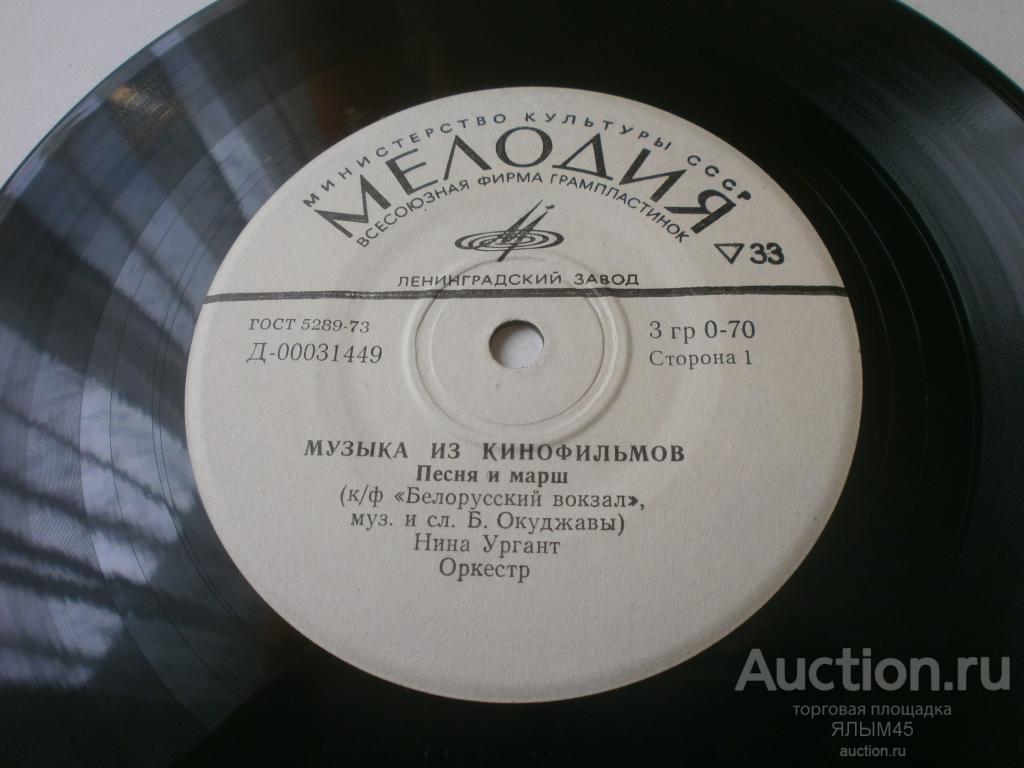 МИНИСТЕРСТВО КУЛЬТУРЫ СССР
МЕЛОДИЯ
ВСЕСОЮЗНАЯ ФИРМА ГРАМПЛАСТИНОК
33
ЛЕНИНГРАДСКИЙ ЗАВОД
ГОСТ 5289-73
Д-00031449
3 гр 0-70
Сторона 1
МУЗЫКА ИЗ КИНОФИЛЬМОВ
Песня и марш
(к/ф «Белорусский вокзал»,
муз. и сл. Б. Окуджавы)
Нина Ургант
Оркестр
Auction.ru
торговая площадка
ЯЛЫМ45
auction.ru